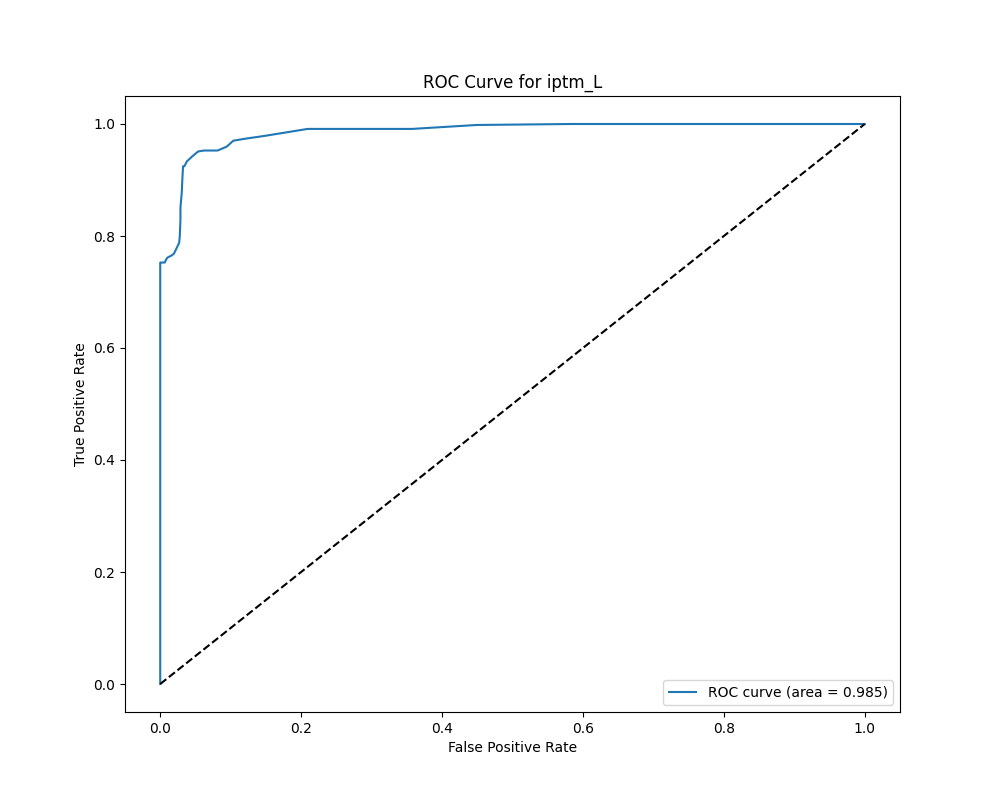 ROC Curve for iptm_L
1.0
0.8
0.6
0.4
0.2
0.0
True Positive Rate
ROC curve (area = 0.985)
0.0 0.2 0.4 0.6 0.8 1.0
False Positive Rate